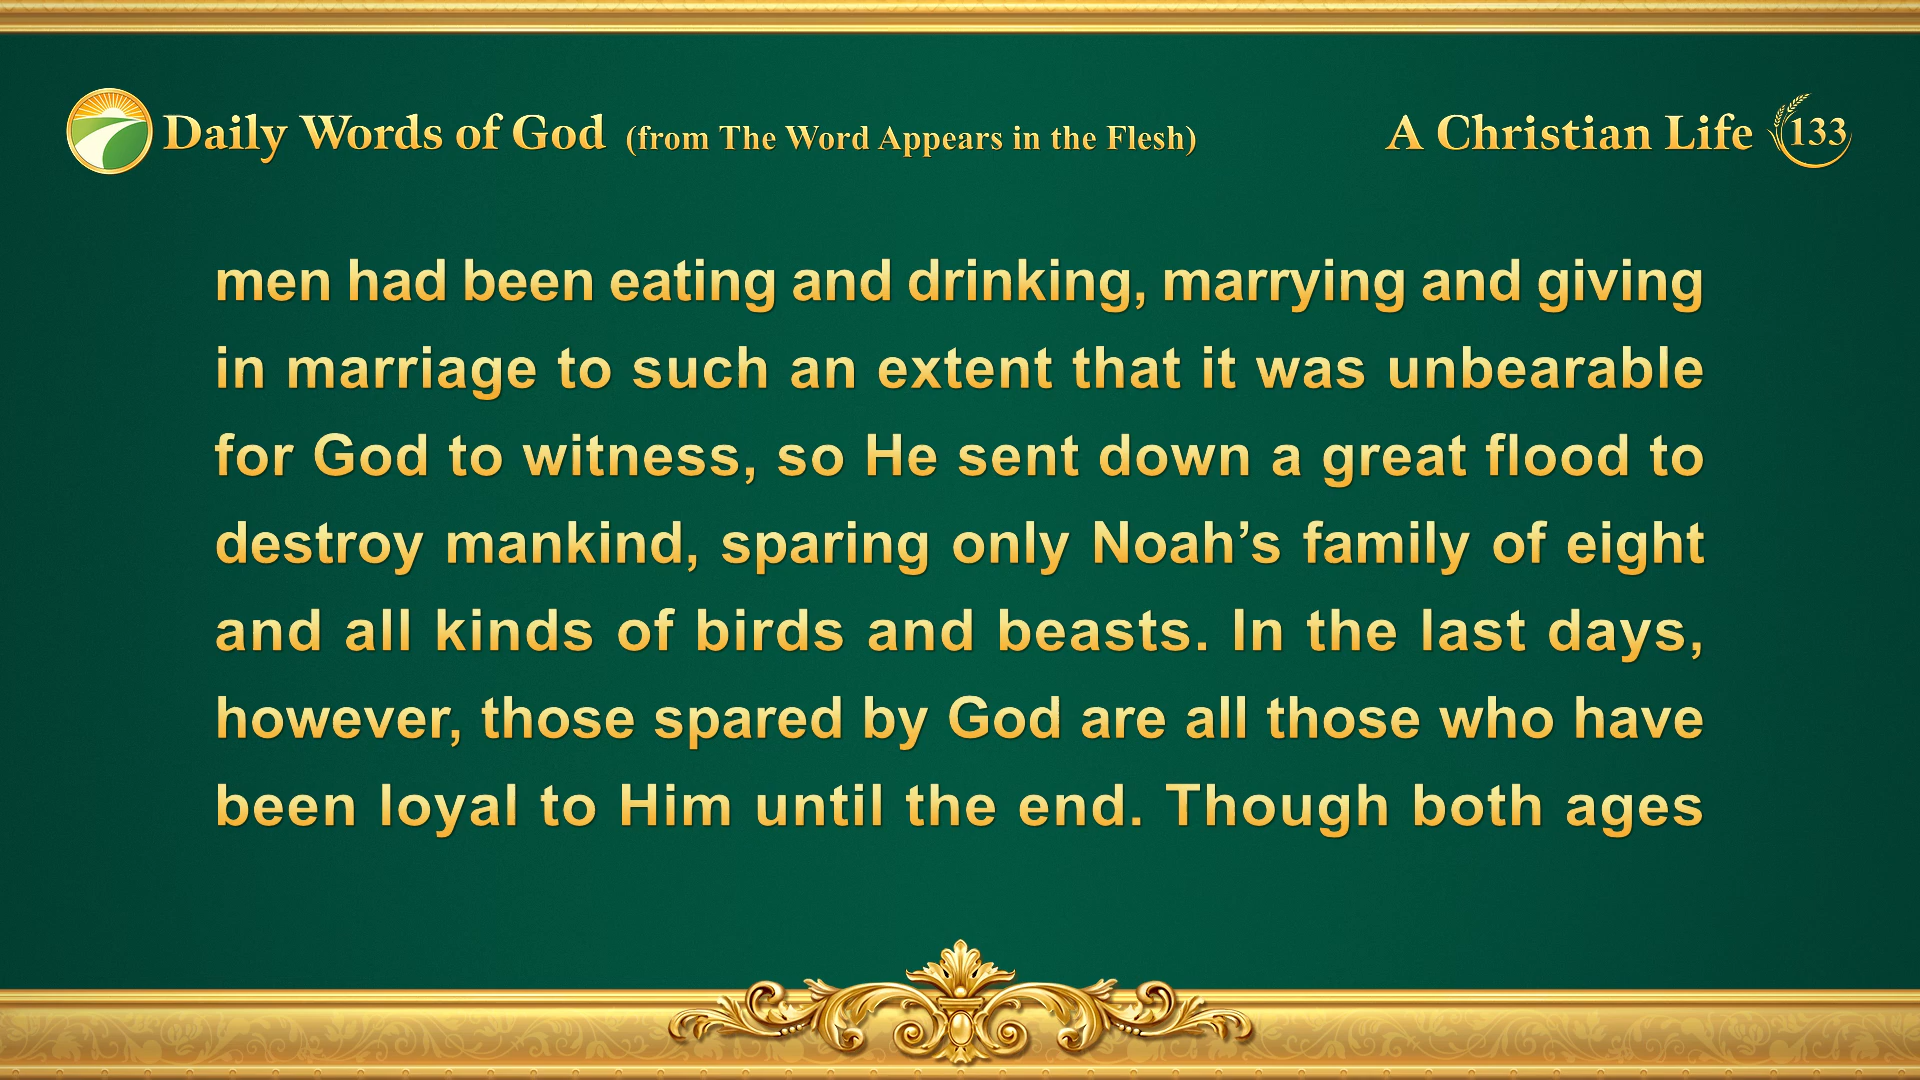 Daily Words of God (from The Word Appears in the Flesh)
A Christian Life 133
men had been eating and drinking, marrying and giving
in marriage to such an extent that it was unbearable
for God to witness, so He sent down a great flood to
destroy mankind, sparing only Noah’s family of eight
and all kinds of birds and beasts. In the last days,
however, those spared by God are all those who have
been loyal to Him until the end. Though both ages